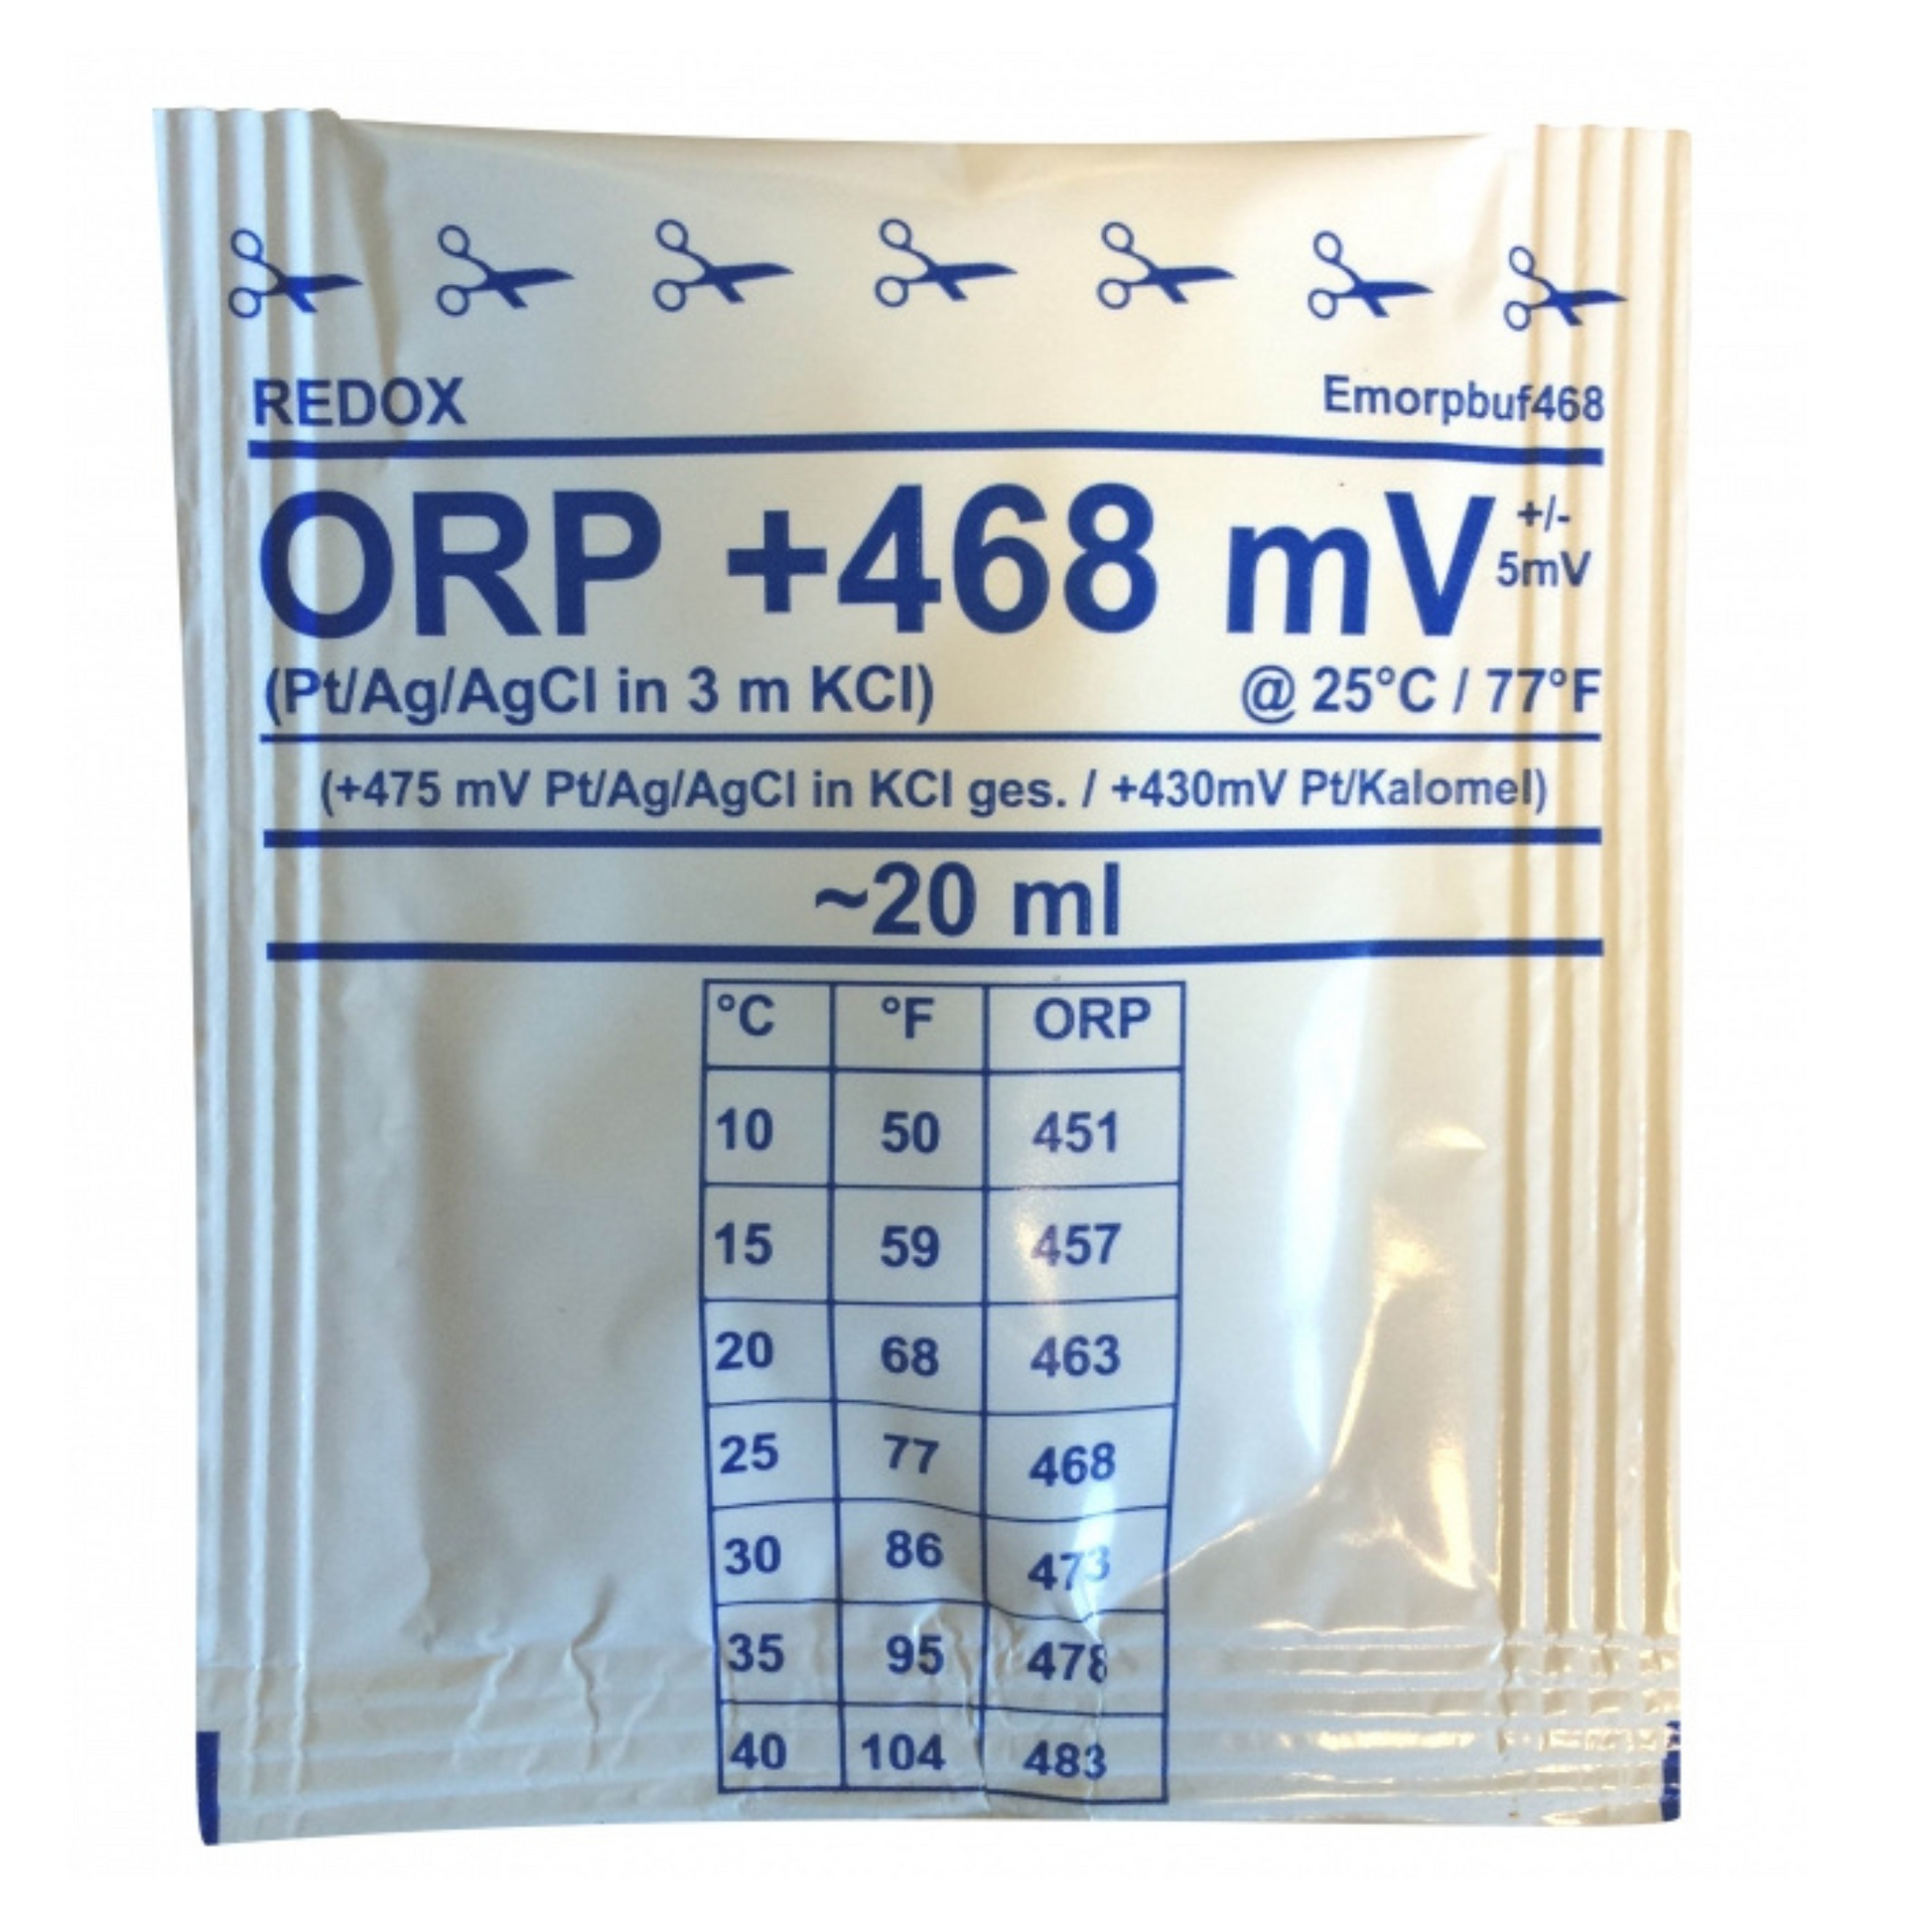 REDOX Emorpbuf468
ORP +468 mV +/- 5mV
(Pt/Ag/AgCl in 3 m KCl) @ 25°C / 77°F
(+475 mV Pt/Ag/AgCl in KCl ges. / +430mV Pt/Kalomel)
~20 ml
°C °F ORP
10 50 451
15 59 457
20 68 463
25 77 468
30 86 473
35 95 478
40 104 483